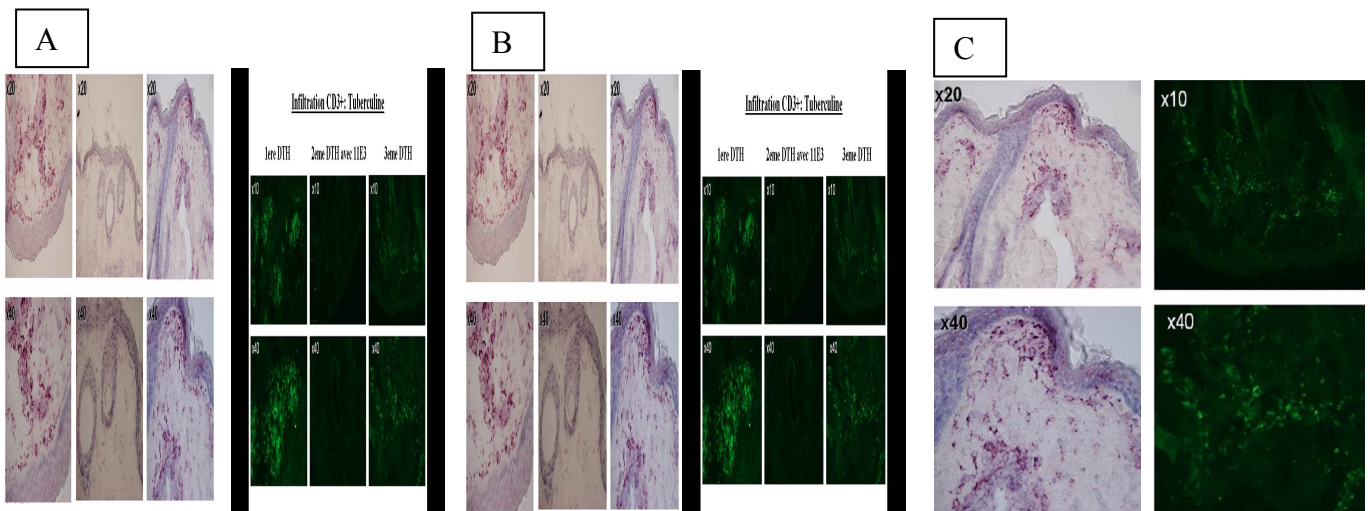 A
B
C
x20
x20
x20
x40
x40
x40
Infiltration CD3+: Tuberculine
1ere DTH
2eme DTH avec 11E3
3eme DTH
x10
x10
x10
x40
x40
x40
x20
x20
x20
x40
x40
x40
Infiltration CD3+: Tuberculine
1ere DTH
2eme DTH avec 11E3
3eme DTH
x10
x10
x10
x40
x40
x40
x20
x10
x40
x40